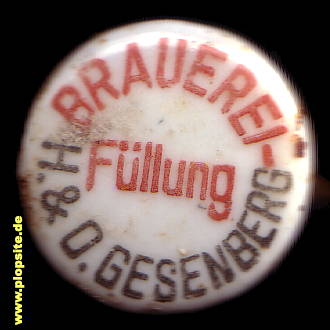 BRAUEREI-
Füllung
H. & O. GESENBERG
www.plopsite.de